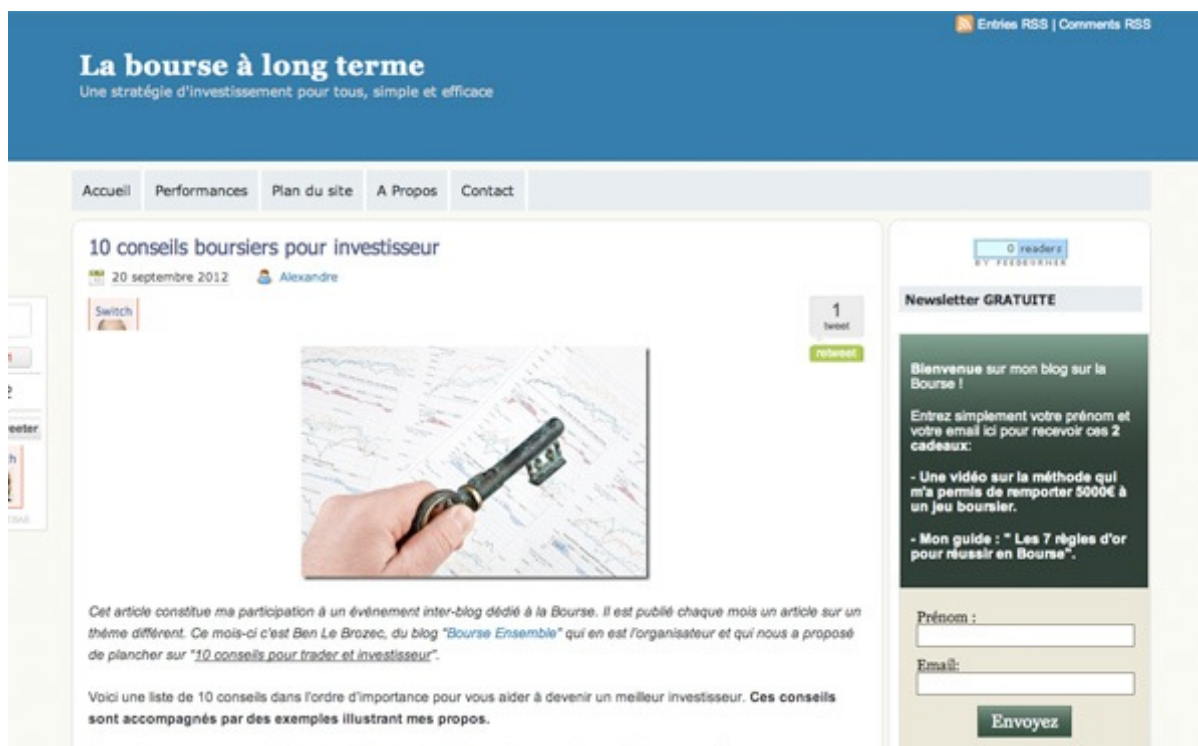 Entries RSS | Comments RSS
La bourse à long terme
Une stratégie d'investissement pour tous, simple et efficace
Accueil Performances Plan du site A Propos Contact
10 conseils boursiers pour investisseur
20 septembre 2012 Alexandre
Switch
1
tweet
retweet
Cet article constitue ma participation à un événement inter-blog dédié à la Bourse. Il est publié chaque mois un article sur un
thème différent. Ce mois-ci c'est Ben Le Brozec, du blog "Bourse Ensemble" qui en est l'organisateur et qui nous a proposé
de plancher sur "10 conseils pour trader et investisseur".
Voici une liste de 10 conseils dans l'ordre d'importance pour vous aider à devenir un meilleur investisseur. Ces conseils
sont accompagnés par des exemples illustrant mes propos.
0 readers
BY FEEDBURNER
Newsletter GRATUITE
Bienvenue sur mon blog sur la
Bourse !
Entrez simplement votre prénom et
votre email ici pour recevoir ces 2
cadeaux:
- Une vidéo sur la méthode qui
m'a permis de remporter 5000€ à
un jeu boursier.
- Mon guide : " Les 7 règles d'or
pour réussir en Bourse".
Prénom :
Email:
Envoyez